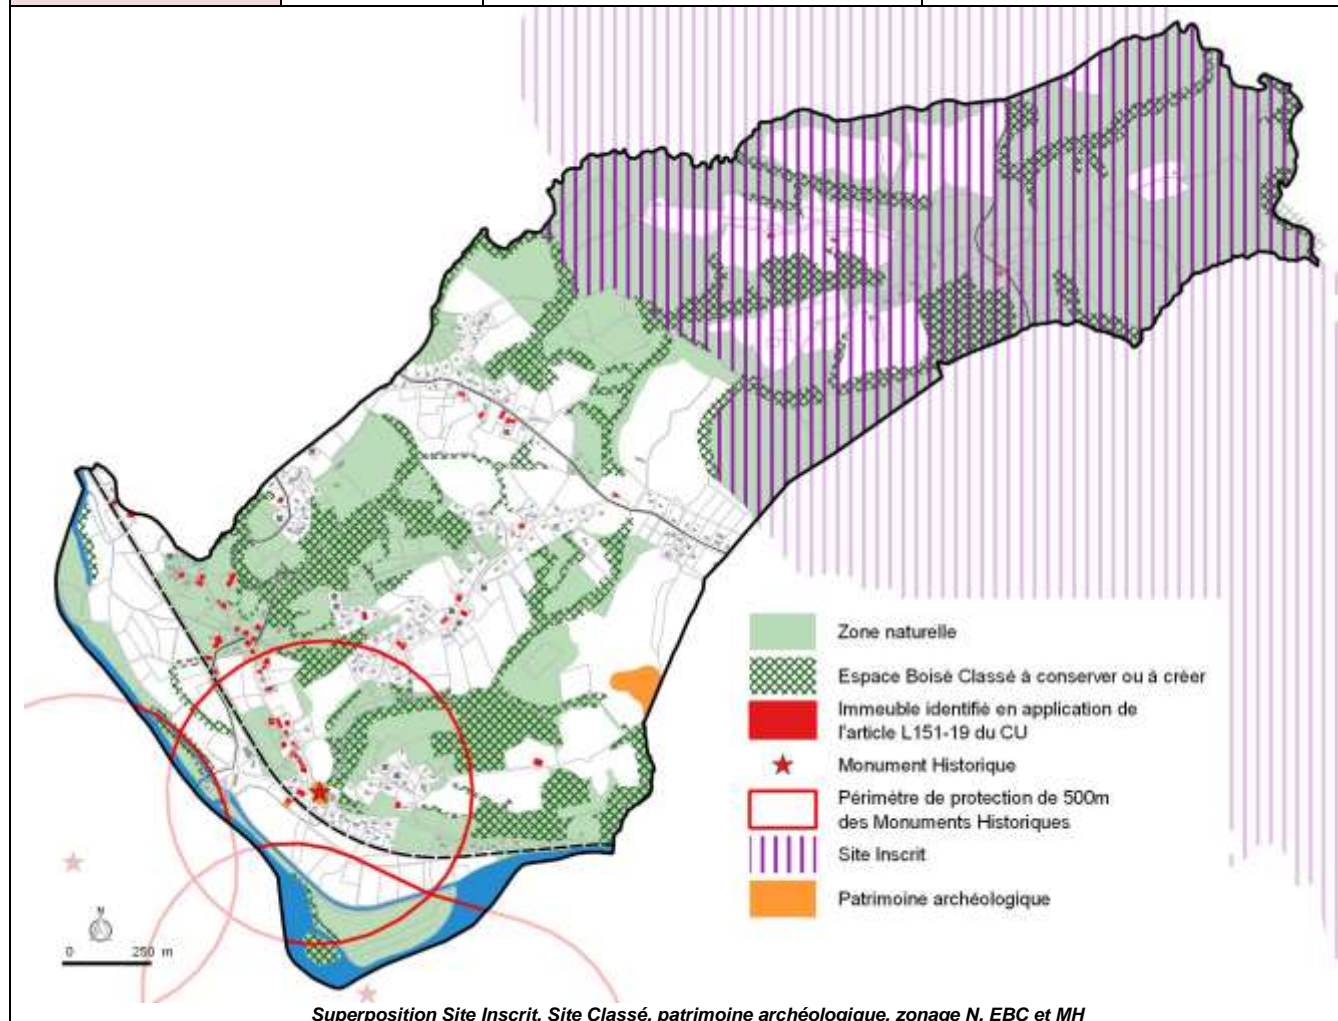 Zone naturelle
Espace Boisé Classé à conserver ou à créer
Immeuble identifié en application de
l'article L151-19 du CU
Monument Historique
Périmètre de protection de 500m
des Monuments Historiques
Site Inscrit
Patrimoine archéologique
N
0 250 m
Superposition Site Inscrit, Site Classé, patrimoine archéologique, zonage N, EBC et MH